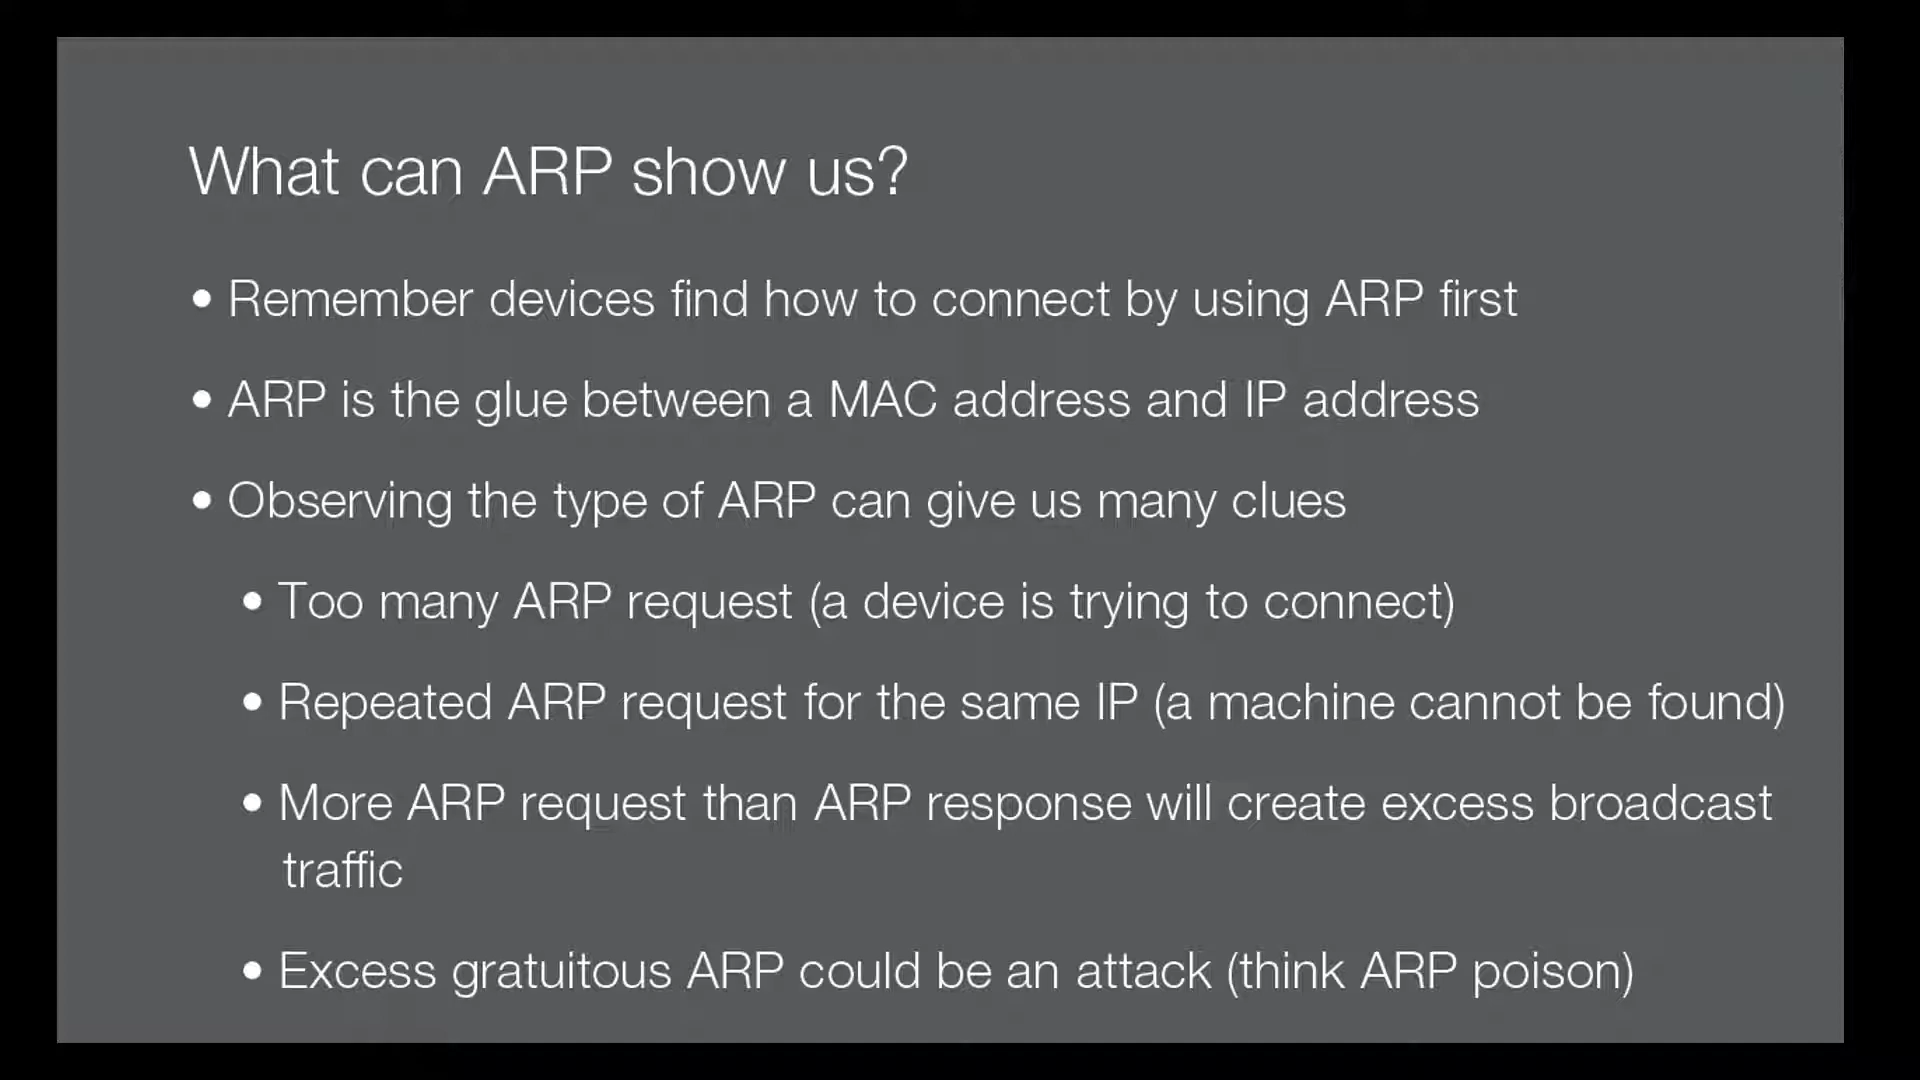 What can ARP show us?
• Remember devices find how to connect by using ARP first
• ARP is the glue between a MAC address and IP address
• Observing the type of ARP can give us many clues
• Too many ARP request (a device is trying to connect)
• Repeated ARP request for the same IP (a machine cannot be found)
• More ARP request than ARP response will create excess broadcast
traffic
• Excess gratuitous ARP could be an attack (think ARP poison)